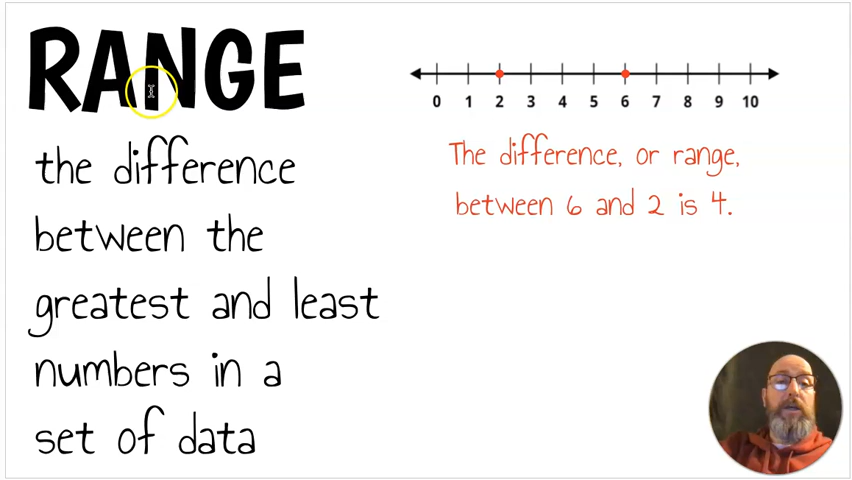 RANGE
the difference
between the
greatest and least
numbers in a
set of data
0 1 2 3 4 5 6 7 8 9 10
The difference, or range,
between 6 and 2 is 4.